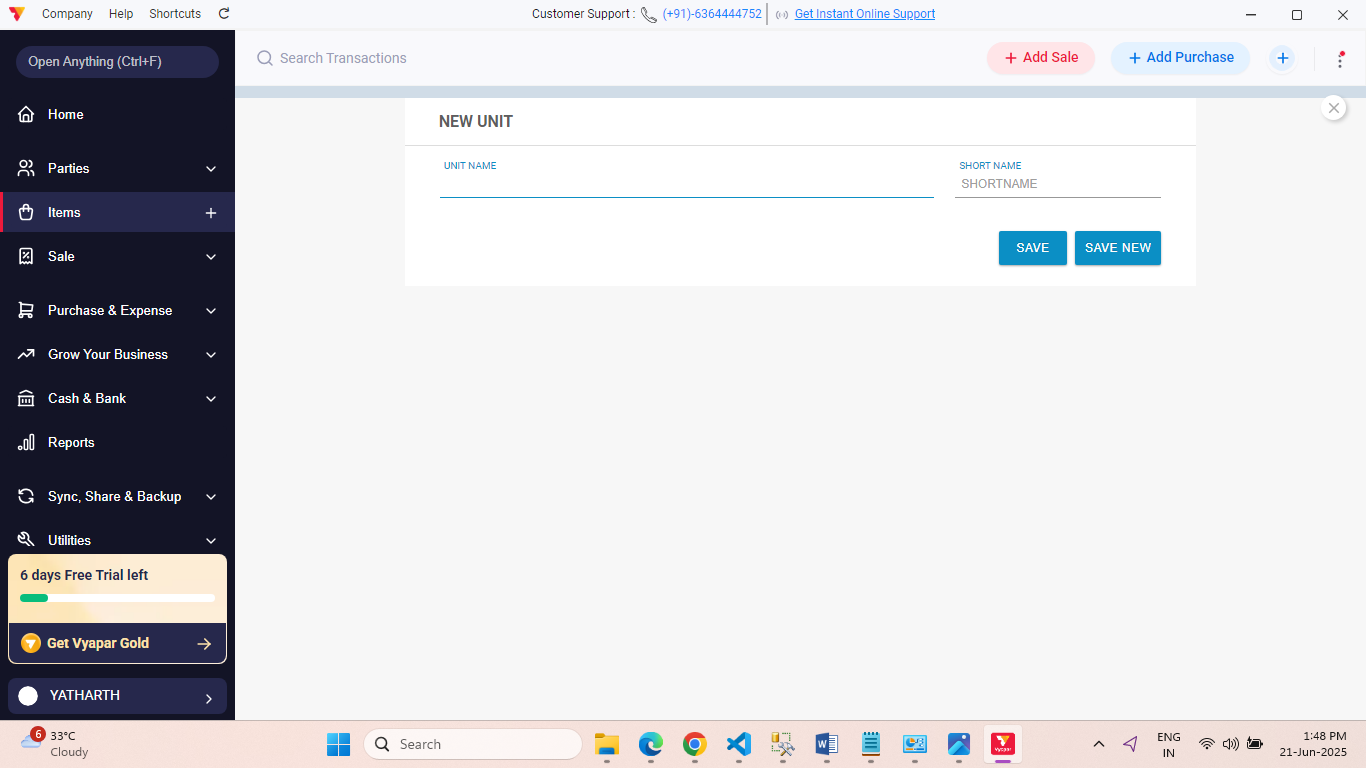 Company Help Shortcuts
Customer Support : (+91)-6364444752 Get Instant Online Support
Open Anything (Ctrl+F)
Search Transactions
Add Sale
Add Purchase
Home
Parties
Items
Sale
Purchase & Expense
Grow Your Business
Cash & Bank
Reports
Sync, Share & Backup
Utilities
6 days Free Trial left
Get Vyapar Gold
YATHARTH
NEW UNIT
UNIT NAME
SHORT NAME
SHORTNAME
SAVE
SAVE NEW
6
33°C
Cloudy
Search
Vyapar
ENG
IN
1:48 PM
21-Jun-2025